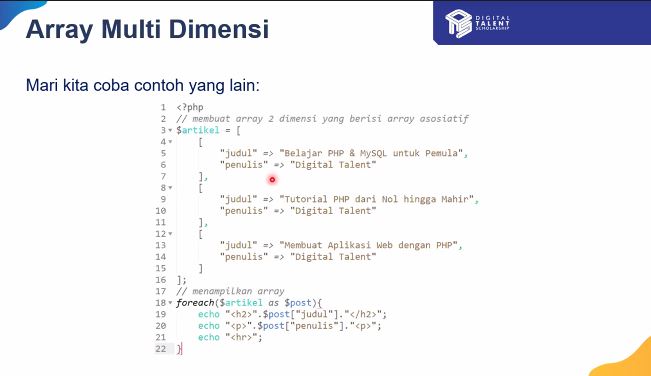 Array Multi Dimensi
DIGITAL
TALENT
SCHOLARSHIP
Mari kita coba contoh yang lain:
1 <?php
2 // membuat array 2 dimensi yang berisi array asosiatif
3 $artikel = [
4 [
5 "judul" => "Belajar PHP & MySQL untuk Pemula",
6 "penulis" => "Digital Talent"
7 ],
8 [
9 "judul" => "Tutorial PHP dari Nol hingga Mahir",
10 "penulis" => "Digital Talent"
11 ],
12 [
13 "judul" => "Membuat Aplikasi Web dengan PHP",
14 "penulis" => "Digital Talent"
15 ]
16 ];
17 // menampilkan array
18 foreach($artikel as $post){
19 echo "<h2>".$post["judul"]."</h2>";
20 echo "<p>".$post["penulis"]."<p>";
21 echo "<hr>";
22 }